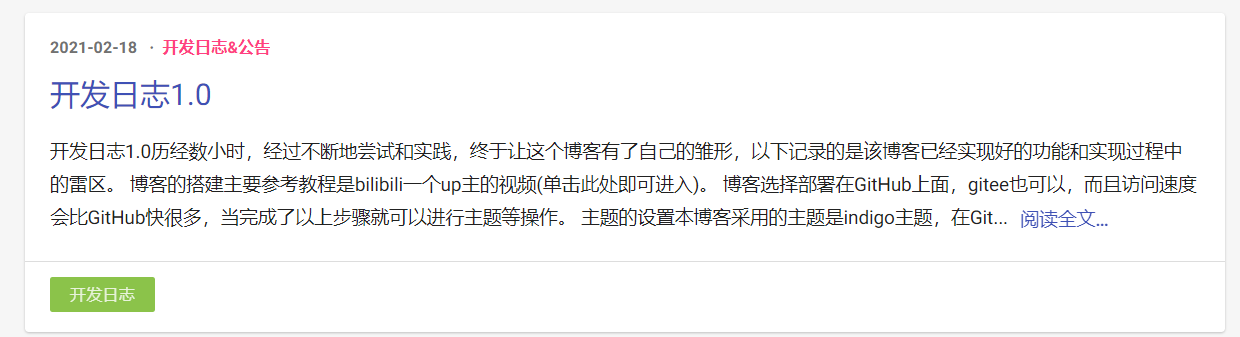 2021-02-18 · 开发日志&公告
开发日志1.0
开发日志1.0历经数小时，经过不断地尝试和实践，终于让这个博客有了自己的雏形，以下记录的是该博客已经实现好的功能和实现过程中
的雷区。 博客的搭建主要参考教程是bilibili一个up主的视频(单击此处即可进入)。 博客选择部署在GitHub上面，gitee也可以，而且访问速度
会比GitHub快很多，当完成了以上步骤就可以进行主题等操作。 主题的设置本博客采用的主题是indigo主题，在Git... 阅读全文...
开发日志